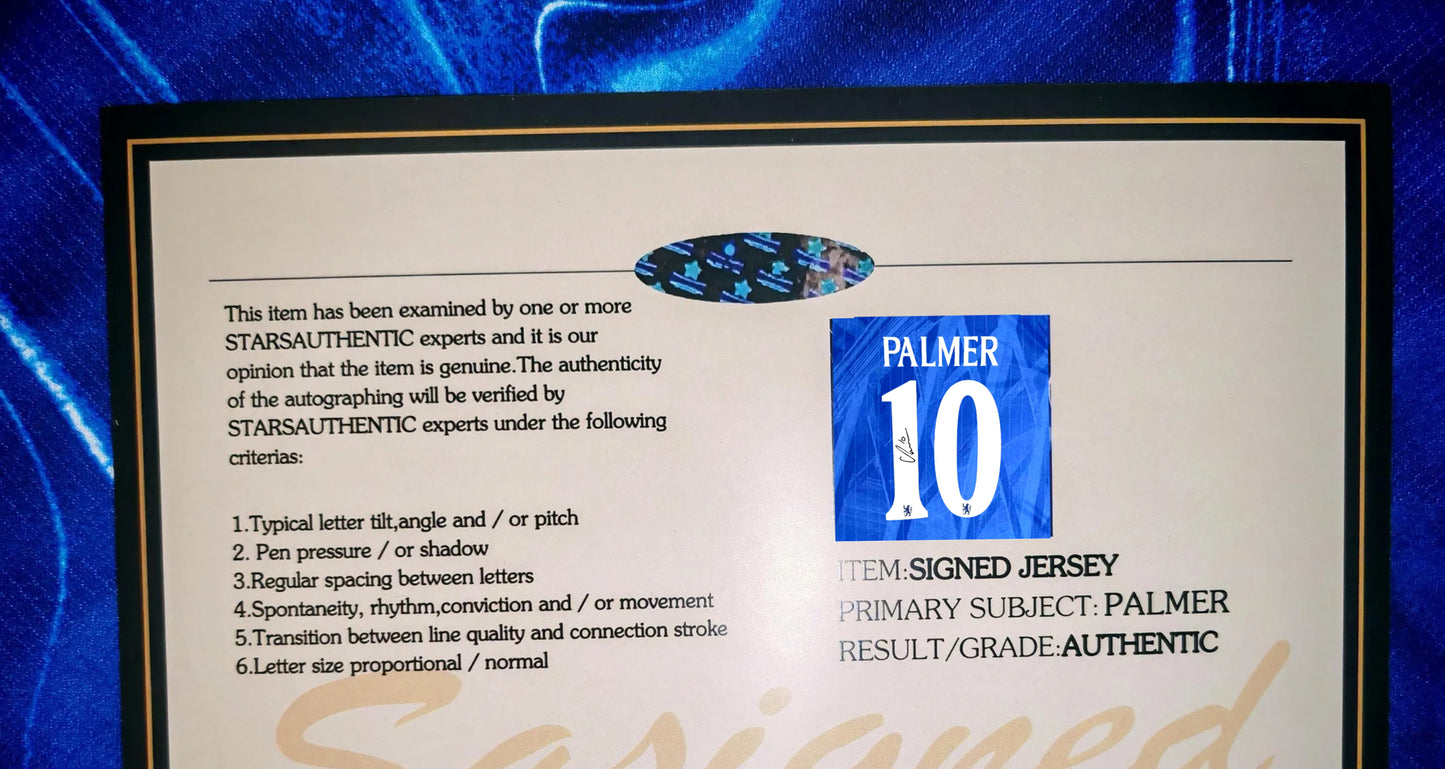 This item has been examined by one or more
STARSAUTHENTIC experts and it is our
opinion that the item is genuine.The authenticity
of the autographing will be verified by
STARSAUTHENTIC experts under the following
criterias:
1.Typical letter tilt,angle and / or pitch
2. Pen pressure / or shadow
3.Regular spacing between letters
4.Spontaneity, rhythm,conviction and / or movement
5.Transition between line quality and connection stroke
6.Letter size proportional / normal
PALMER
10
ITEM:SIGNED JERSEY
PRIMARY SUBJECT: PALMER
RESULT/GRADE:AUTHENTIC
Sasigned